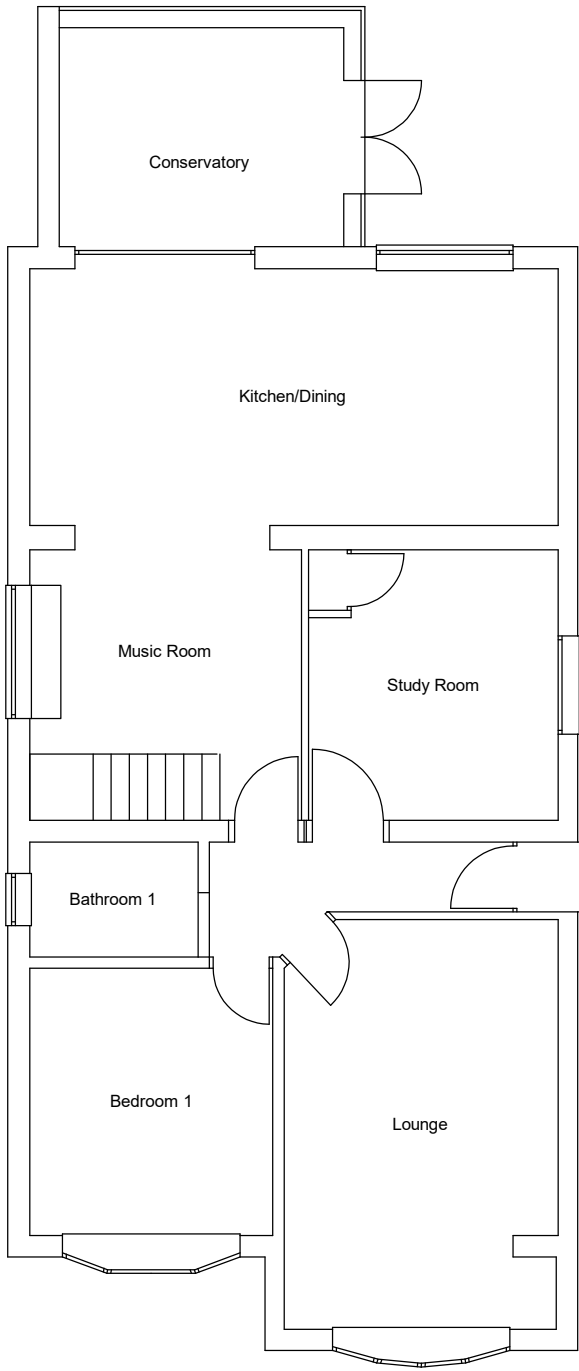 Conservatory
Kitchen/Dining
Music Room
Study Room
Bathroom 1
Bedroom 1
Lounge